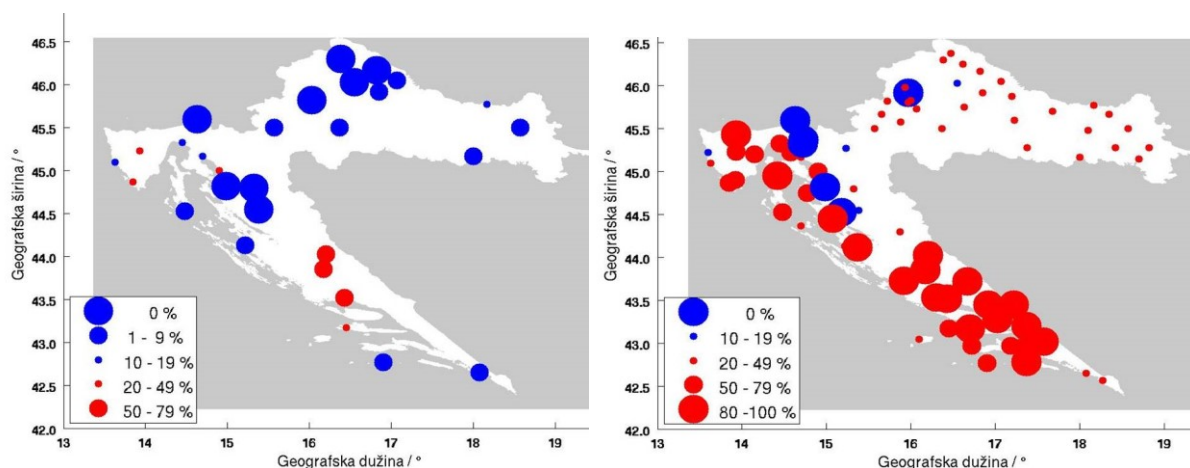 46.5
46.0
45.5
45.0
44.5
44.0
43.5
43.0
42.5
42.0
Geografska širina / °
0 %
1 - 9 %
10 - 19 %
20 - 49 %
50 - 79 %
13 14 15 16 17 18 19
Geografska dužina / °
46.5
46.0
45.5
45.0
44.5
44.0
43.5
43.0
42.5
42.0
Geografska širina / °
0 %
10 - 19 %
20 - 49 %
50 - 79 %
80 -100 %
13 14 15 16 17 18 19
Geografska dužina / °